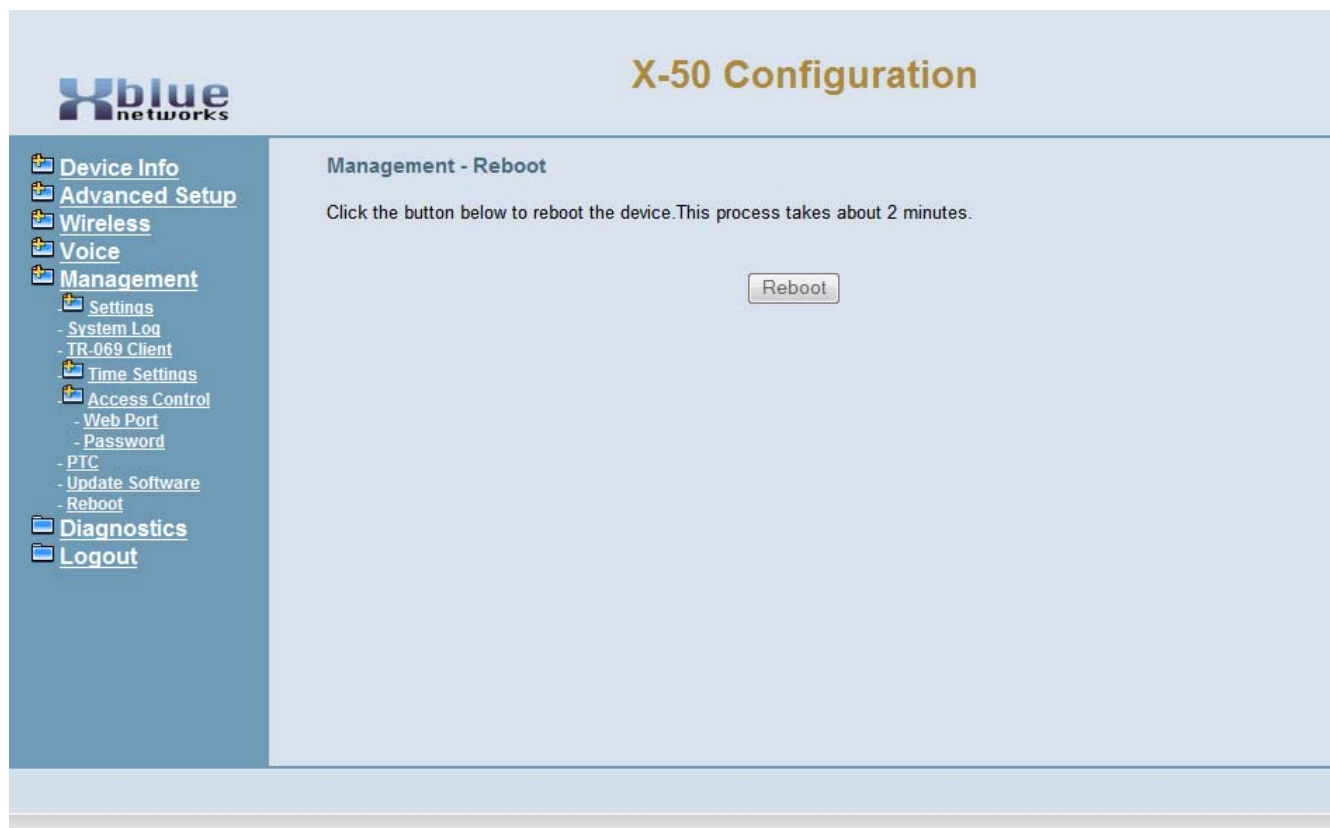 Xblue
networks
X-50 Configuration
Device Info
Advanced Setup
Wireless
Voice
Management
Settings
- System Log
- TR-069 Client
Time Settings
Access Control
- Web Port
- Password
- PTC
- Update Software
- Reboot
Diagnostics
Logout
Management - Reboot
Click the button below to reboot the device.This process takes about 2 minutes.
Reboot